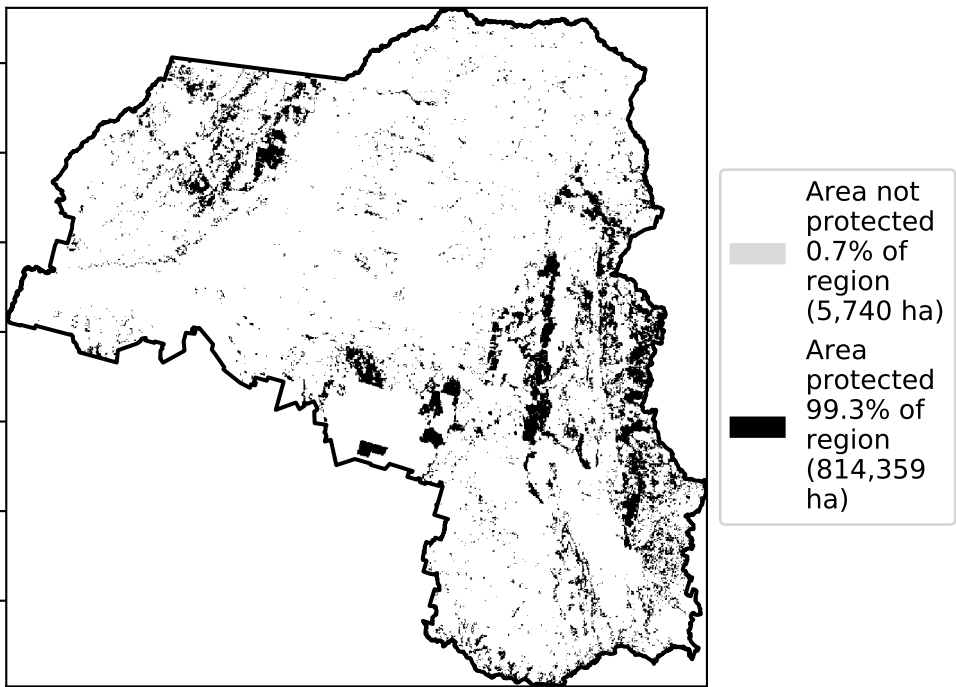 Area not
protected
0.7% of
region
(5,740 ha)
Area
protected
99.3% of
region
(814,359
ha)